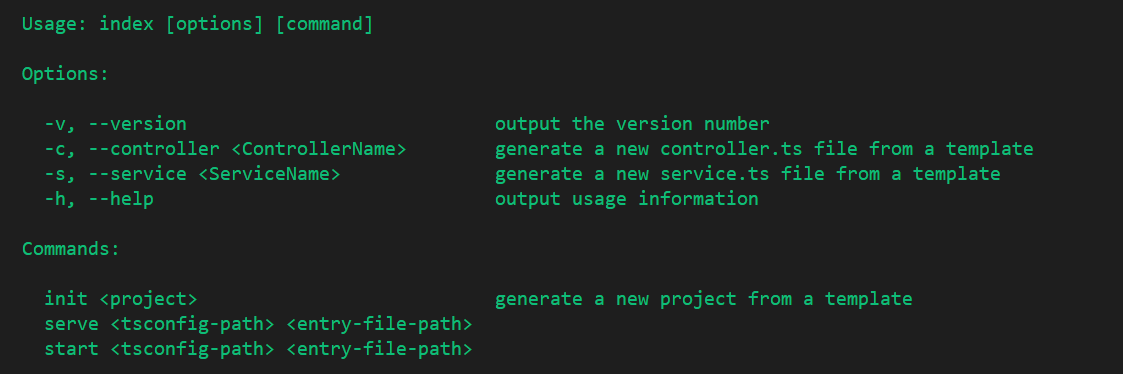 Usage: index [options] [command]
Options:
-v, --version output the version number
-c, --controller <ControllerName> generate a new controller.ts file from a template
-s, --service <ServiceName> generate a new service.ts file from a template
-h, --help output usage information
Commands:
init <project> generate a new project from a template
serve <tsconfig-path> <entry-file-path>
start <tsconfig-path> <entry-file-path>